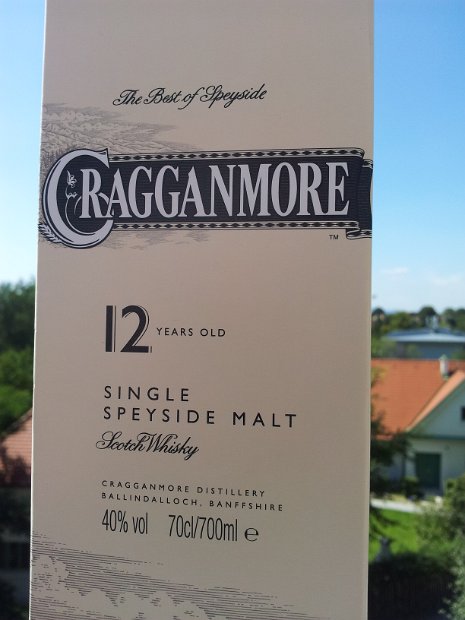 The Best of Speyside
CRAGGANMORE
™
12 YEARS OLD
SINGLE
SPEYSIDE MALT
Scotch Whisky
CRAGGANMORE DISTILLERY
BALLINDALLOCH, BANFFSHIRE
40% vol 70cl/700ml ℮